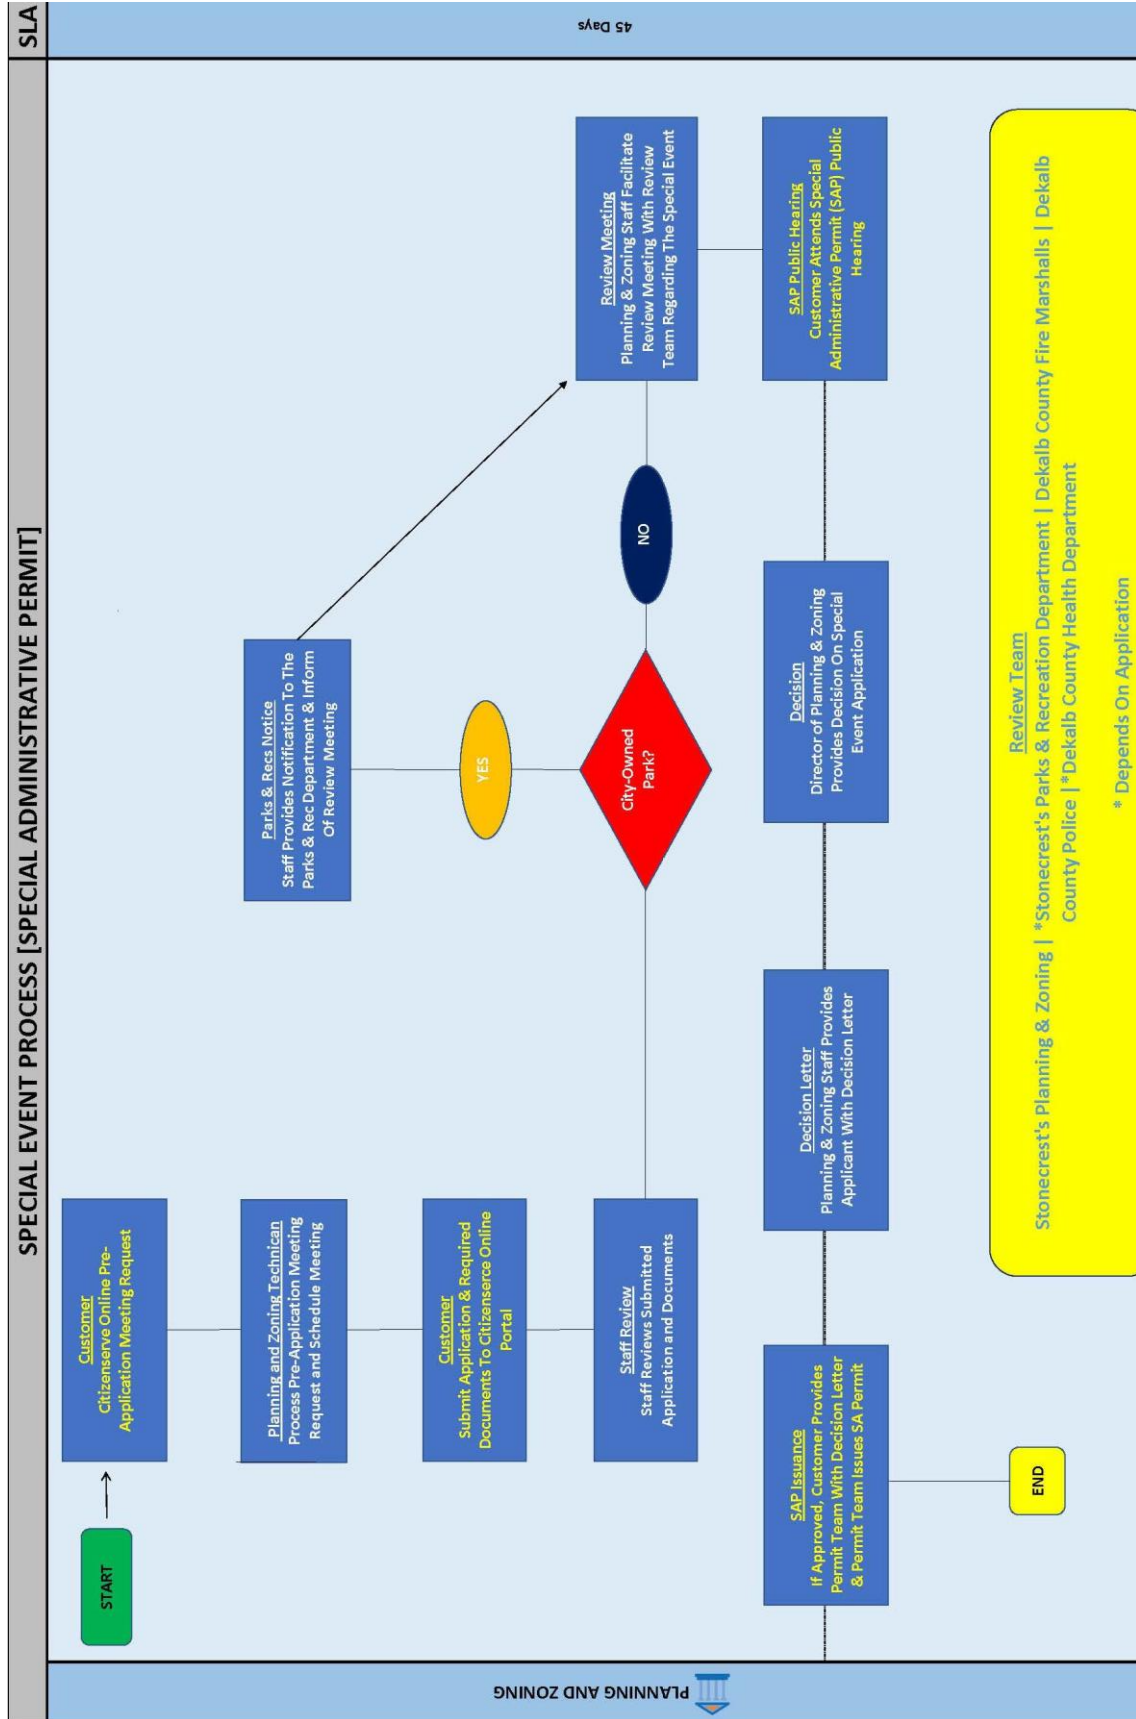 SPECIAL EVENT PROCESS [SPECIAL ADMINISTRATIVE PERMIT]
SLA
PLANNING AND ZONING
45 Days
START
Customer
Citizenserve Online Pre-
Application Meeting Request
Planning and Zoning Technican
Process Pre-Application Meeting
Request and Schedule Meeting
Customer
Submit Application & Required
Documents To Citizenserce Online
Portal
Staff Review
Staff Reviews Submitted
Application and Documents
City-Owned
Park?
YES
Parks & Recs Notice
Staff Provides Notification To The
Parks & Rec Department & Inform
Of Review Meeting
NO
Review Meeting
Planning & Zoning Staff Facilitate
Review Meeting With Review
Team Regarding The Special Event
SAP Public Hearing
Customer Attends Special
Administrative Permit (SAP) Public
Hearing
Decision
Director of Planning & Zoning
Provides Decision On Special
Event Application
Decision Letter
Planning & Zoning Staff Provides
Applicant With Decision Letter
SAP Issuance
If Approved, Customer Provides
Permit Team With Decision Letter
& Permit Team Issues SA Permit
END
Review Team
Stonecrest's Planning & Zoning | *Stonecrest's Parks & Recreation Department | Dekalb County Fire Marshalls | Dekalb
County Police |*Dekalb County Health Department
* Depends On Application